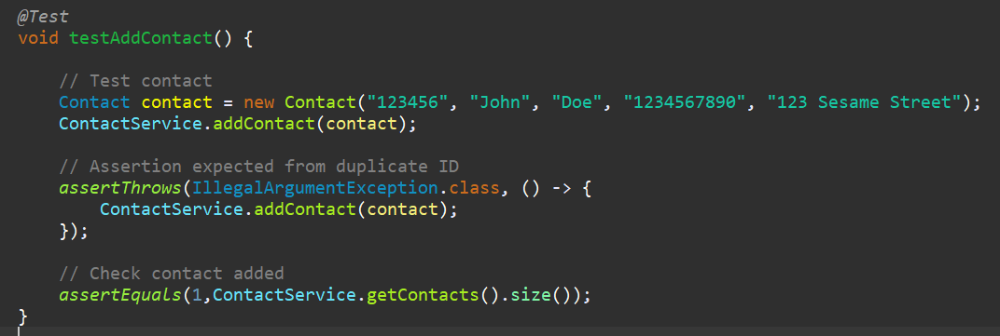 @Test
void testAddContact() {
// Test contact
Contact contact = new Contact("123456", "John", "Doe", "1234567890", "123 Sesame Street");
ContactService.addContact(contact);
// Assertion expected from duplicate ID
assertThrows(IllegalArgumentException.class, () -> {
ContactService.addContact(contact);
});
// Check contact added
assertEquals(1,ContactService.getContacts().size());
}